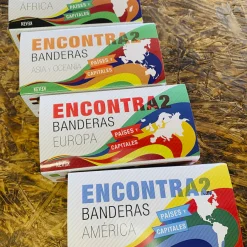 ÁFRICA
PAÍSES +
CAPITALES
KEVUX
ENCONTRA2
BANDERAS
ASIA - OCEANÍA
PAÍSES +
CAPITALES
ENCONTRA2
BANDERAS
EUROPA
PAÍSES +
CAPITALES
ENCONTRA2
BANDERAS
AMÉRICA
PAÍSES +
CAPITALES